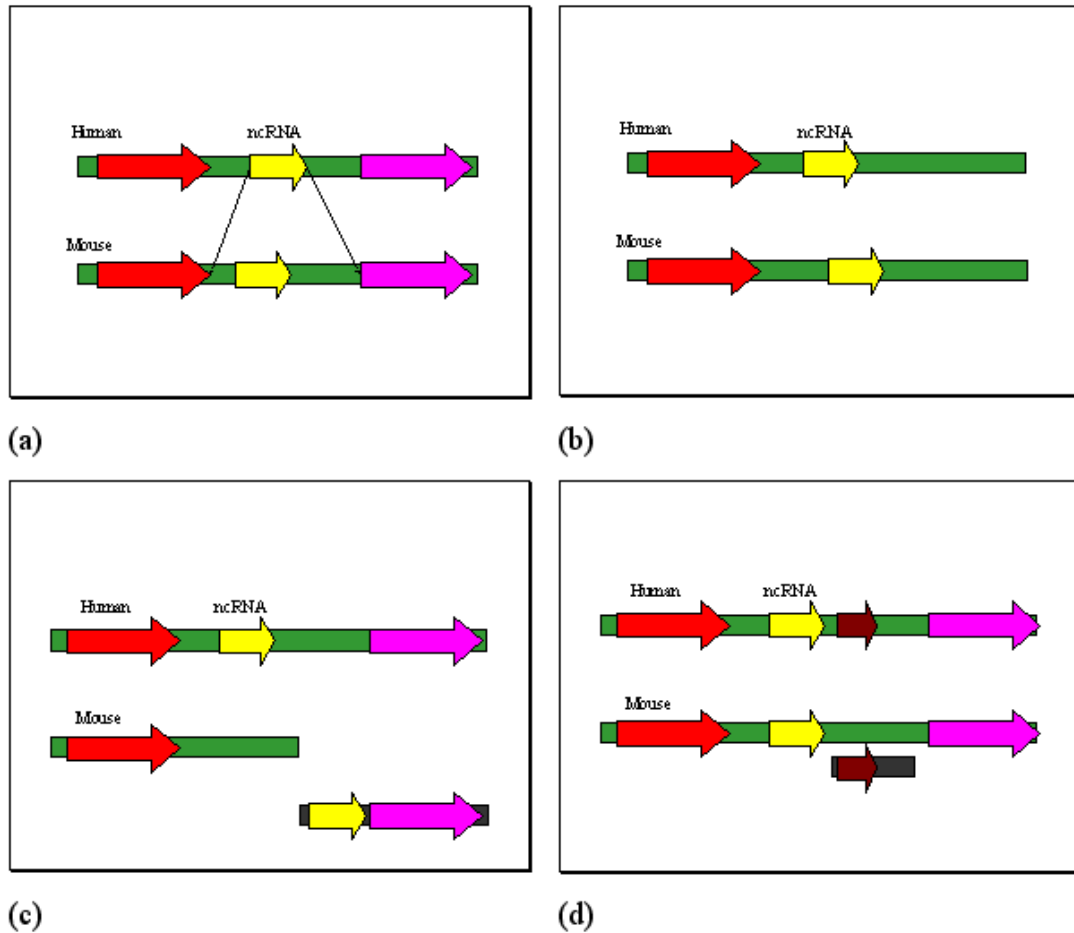 Human ncRNA
Mouse
(a)
Human ncRNA
Mouse
(b)
Human ncRNA
Mouse
(c)
Human ncRNA
Mouse
(d)